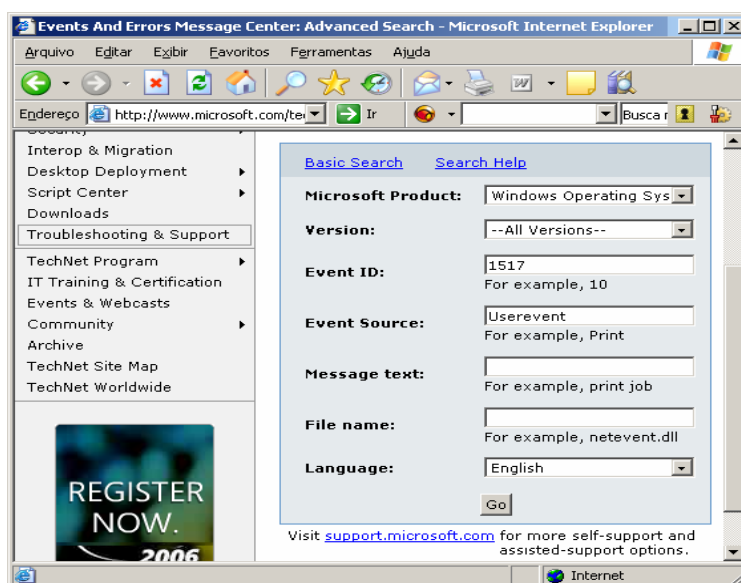 Events And Errors Message Center: Advanced Search - Microsoft Internet Explorer
Arquivo Editar Exibir Favoritos Ferramentas Ajuda
Endereço http://www.microsoft.com/te Ir Busca
Interop & Migration
Desktop Deployment
Script Center
Downloads
Troubleshooting & Support
TechNet Program
IT Training & Certification
Events & Webcasts
Community
Archive
TechNet Site Map
TechNet Worldwide
REGISTER
NOW.
2006
Basic Search Search Help
Microsoft Product: Windows Operating Sys
Version: --All Versions--
Event ID: 1517
For example, 10
Event Source: Userevent
For example, Print
Message text:
For example, print job
File name:
For example, netevent.dll
Language: English
Go
Visit support.microsoft.com for more self-support and
assisted-support options.
Internet